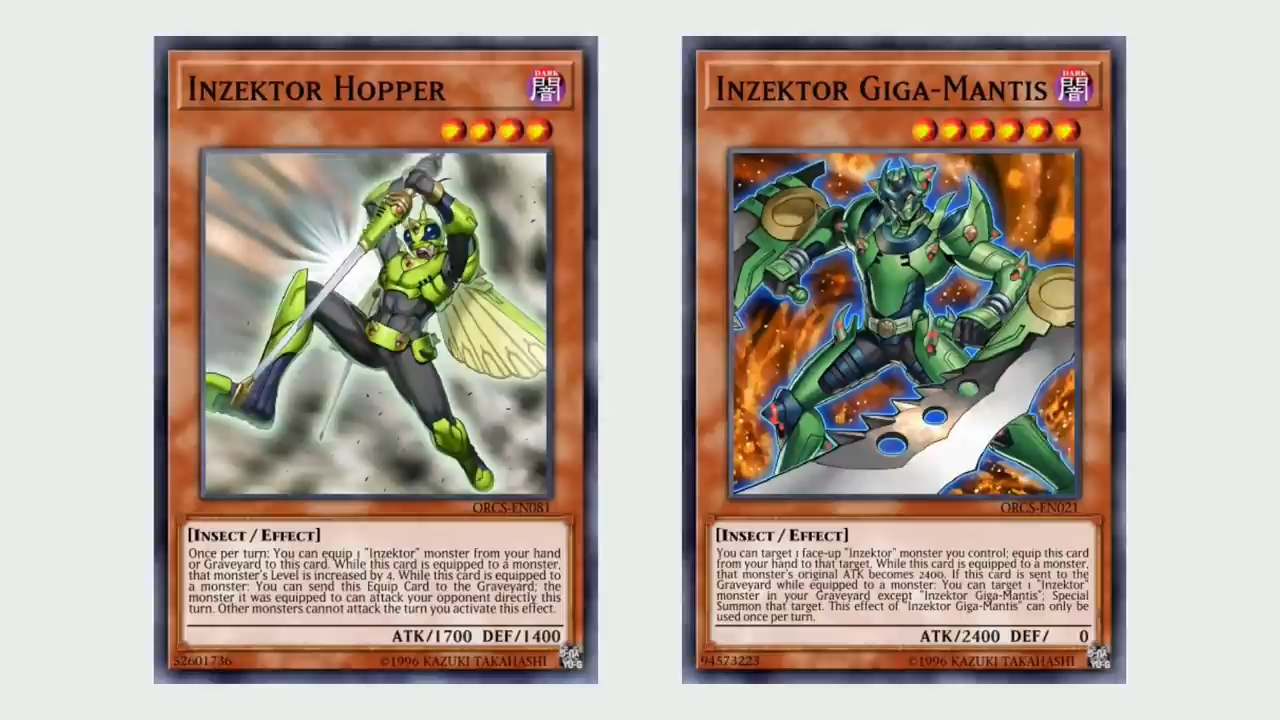 INZEKTOR HOPPER
DARK
闇
ORCS-EN081
[INSECT / EFFECT]
Once per turn: You can equip 1 "Inzektor" monster from your hand
or Graveyard to this card. While this card is equipped to a monster,
that monster's Level is increased by 4. While this card is equipped to
a monster: You can send this Equip Card to the Graveyard; the
monster it was equipped to can attack your opponent directly this
turn. Other monsters cannot attack the turn you activate this effect.
ATK/1700 DEF/1400
52601736
©1996 KAZUKI TAKAHASHI
INZEKTOR GIGA-MANTIS
DARK
闇
ORCS-EN021
[INSECT / EFFECT]
You can target 1 face-up "Inzektor" monster you control; equip this card
from your hand to that target. While this card is equipped to a monster,
that monster's original ATK becomes 2400. If this card is sent to the
Graveyard while equipped to a monster: You can target 1 "Inzektor"
monster in your Graveyard except "Inzektor Giga-Mantis"; Special
Summon that target. This effect of "Inzektor Giga-Mantis" can only be
used once per turn.
ATK/2400 DEF/ 0
94573223
©1996 KAZUKI TAKAHASHI